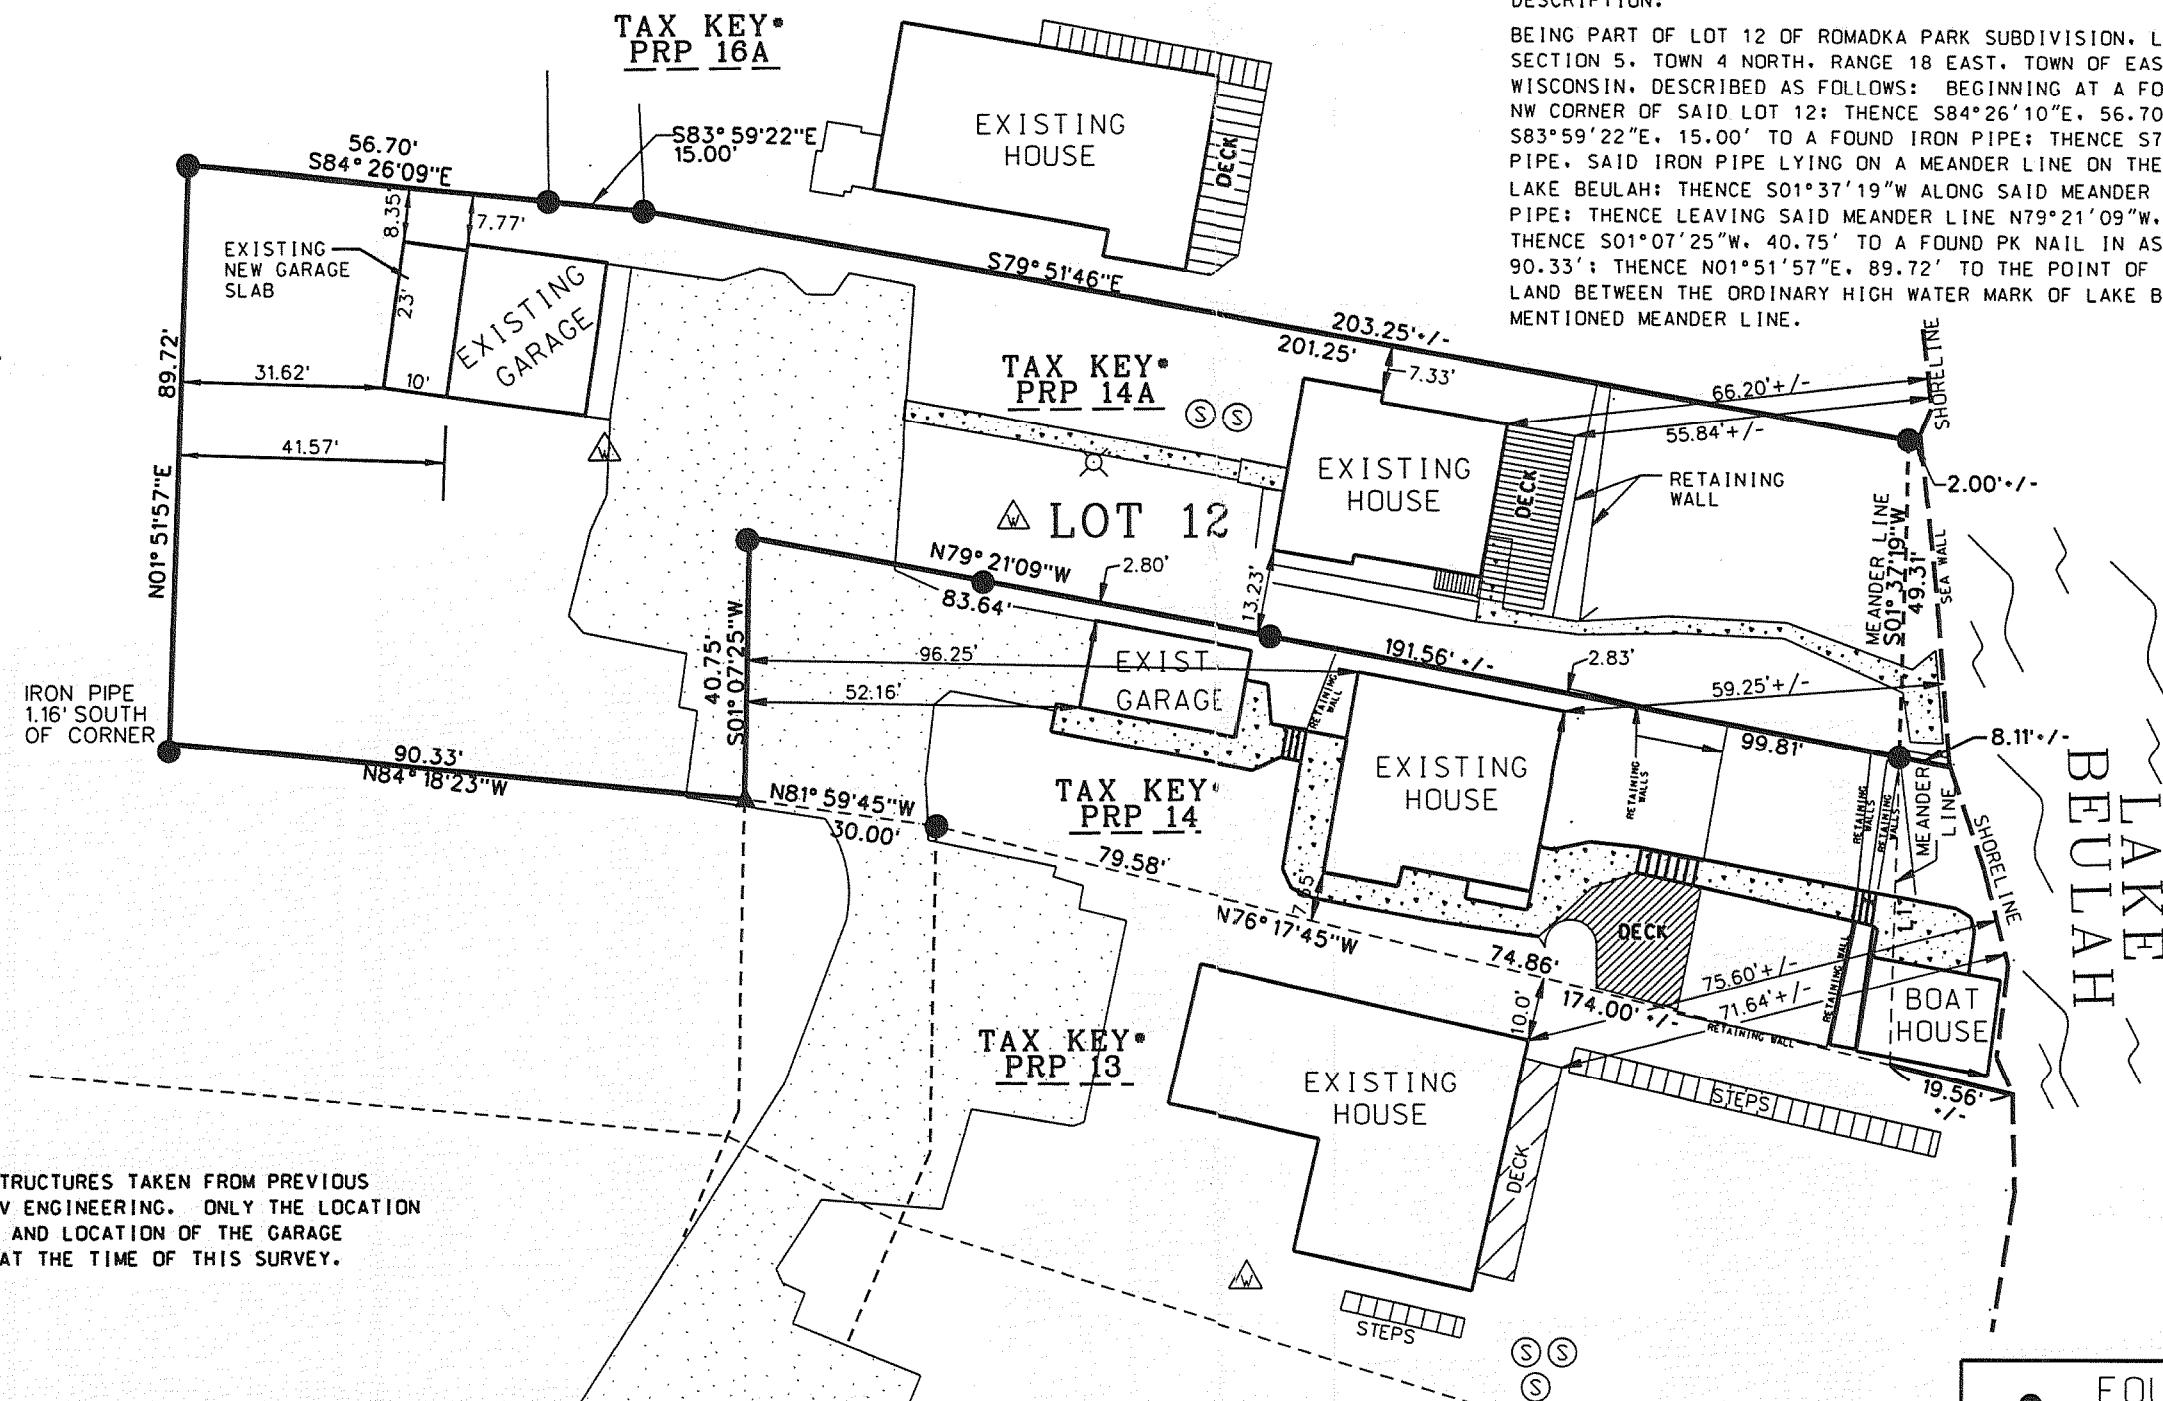 TAX KEY•
PRP 16A
DESCRIPTION:
BEING PART OF LOT 12 OF ROMADKA PARK SUBDIVISION. L
SECTION 5. TOWN 4 NORTH. RANGE 18 EAST. TOWN OF EAS
WISCONSIN. DESCRIBED AS FOLLOWS: BEGINNING AT A FO
NW CORNER OF SAID LOT 12: THENCE S84°26'10"E. 56.70
S83°59'22"E. 15.00' TO A FOUND IRON PIPE: THENCE S7
PIPE. SAID IRON PIPE LYING ON A MEANDER LINE ON THE
LAKE BEULAH: THENCE S01°37'19"W ALONG SAID MEANDER
PIPE: THENCE LEAVING SAID MEANDER LINE N79°21'09"W.
THENCE S01°07'25"W. 40.75' TO A FOUND PK NAIL IN AS
90.33': THENCE N01°51'57"E. 89.72' TO THE POINT OF
LAND BETWEEN THE ORDINARY HIGH WATER MARK OF LAKE B
MENTIONED MEANDER LINE.
56.70'
S84°26'09"E
S83°59'22"E
15.00'
EXISTING
HOUSE
DECK
8.35'
7.77'
EXISTING
NEW GARAGE
SLAB
23'
EXISTING
GARAGE
S79°51'46"E
203.25'+/-
201.25'
SHORELINE
89.72'
N01°51'57"E
31.62'
10'
41.57'
TAX KEY•
PRP 14A
S S
7.33'
66.20'+/-
55.84'+/-
EXISTING
HOUSE
DECK
RETAINING
WALL
2.00'+/-
W
W
LOT 12
MEANDER LINE
S01°37'19"W
49.31'
SEA WALL
N79°21'09"W
2.80'
83.64'
13.23'
40.75'
S01°07'25"W
96.25'
52.16'
EXIST
GARAGE
191.56'+/-
2.83'
59.25'+/-
RETAINING
WALL
99.81'
8.11'+/-
IRON PIPE
1.16' SOUTH
OF CORNER
90.33'
N84°18'23"W
N81°59'45"W
30.00'
TAX KEY•
PRP 14
EXISTING
HOUSE
RETAINING
WALLS
RETAINING
WALLS
RETAINING
WALLS
MEANDER
LINE
SHORELINE
LAKE
BEULAH
79.58'
N76°17'45"W
74.86'
DECK
75.60'+/-
71.64'+/-
174.00'+/-
10.0'
RETAINING WALL
RETAINING WALL
BOAT
HOUSE
19.56'
+/-
TAX KEY•
PRP 13
EXISTING
HOUSE
DECK
STEPS
TRUCTURES TAKEN FROM PREVIOUS
V ENGINEERING. ONLY THE LOCATION
AND LOCATION OF THE GARAGE
AT THE TIME OF THIS SURVEY.
W
STEPS
S S
S